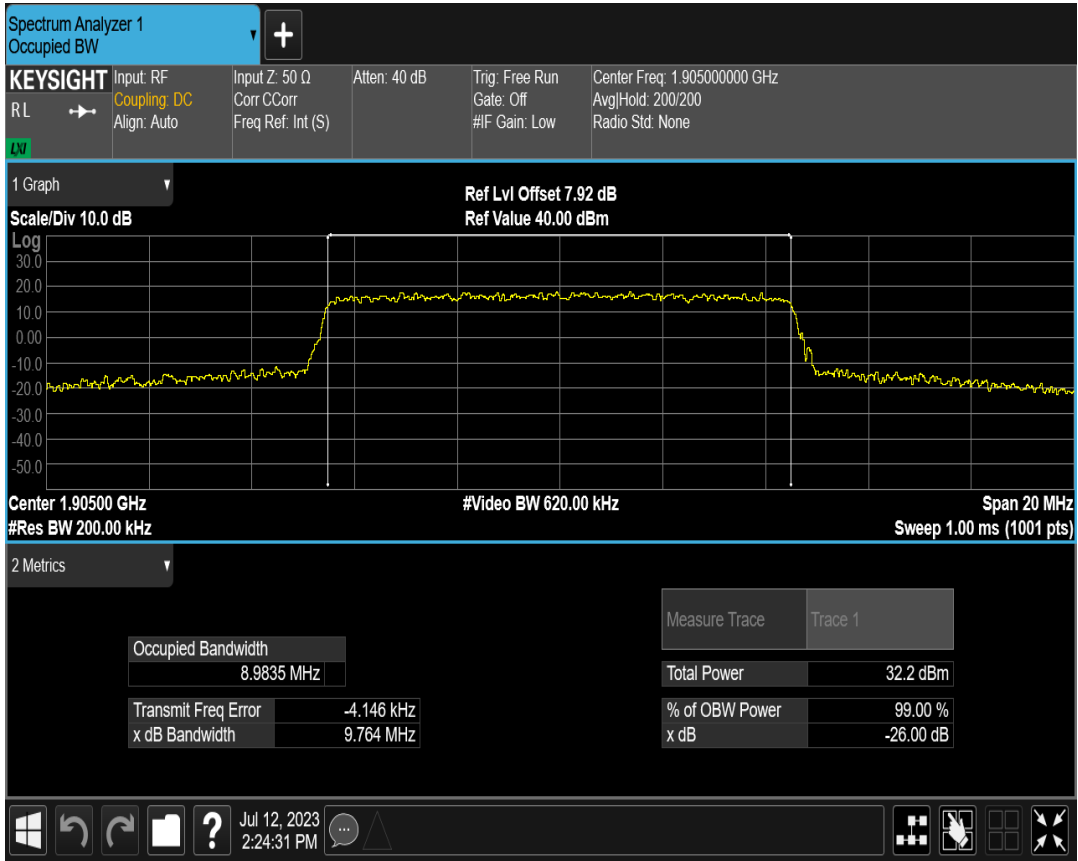 Spectrum Analyzer 1
Occupied BW
+
KEYSIGHT
R L
LXI
Input: RF
Coupling: DC
Align: Auto
Input Z: 50 Ω
Corr CCorr
Freq Ref: Int (S)
Atten: 40 dB
Trig: Free Run
Gate: Off
#IF Gain: Low
Center Freq: 1.905000000 GHz
Avg|Hold: 200/200
Radio Std: None
1 Graph
Scale/Div 10.0 dB
Ref Lvl Offset 7.92 dB
Ref Value 40.00 dBm
Log
30.0
20.0
10.0
0.00
-10.0
-20.0
-30.0
-40.0
-50.0
Center 1.90500 GHz
#Video BW 620.00 kHz
Span 20 MHz
#Res BW 200.00 kHz
Sweep 1.00 ms (1001 pts)
2 Metrics
Measure Trace Trace 1
Occupied Bandwidth
8.9835 MHz
Total Power 32.2 dBm
Transmit Freq Error -4.146 kHz
% of OBW Power 99.00 %
x dB Bandwidth 9.764 MHz
x dB -26.00 dB
?
Jul 12, 2023
2:24:31 PM